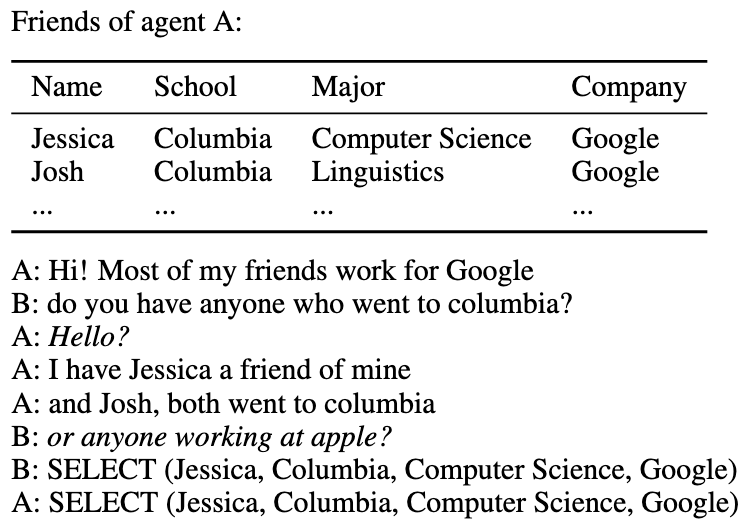 Friends of agent A:
Name School Major Company
Jessica Columbia Computer Science Google
Josh Columbia Linguistics Google
... ... ... ...
A: Hi! Most of my friends work for Google
B: do you have anyone who went to columbia?
A: Hello?
A: I have Jessica a friend of mine
A: and Josh, both went to columbia
B: or anyone working at apple?
B: SELECT (Jessica, Columbia, Computer Science, Google)
A: SELECT (Jessica, Columbia, Computer Science, Google)